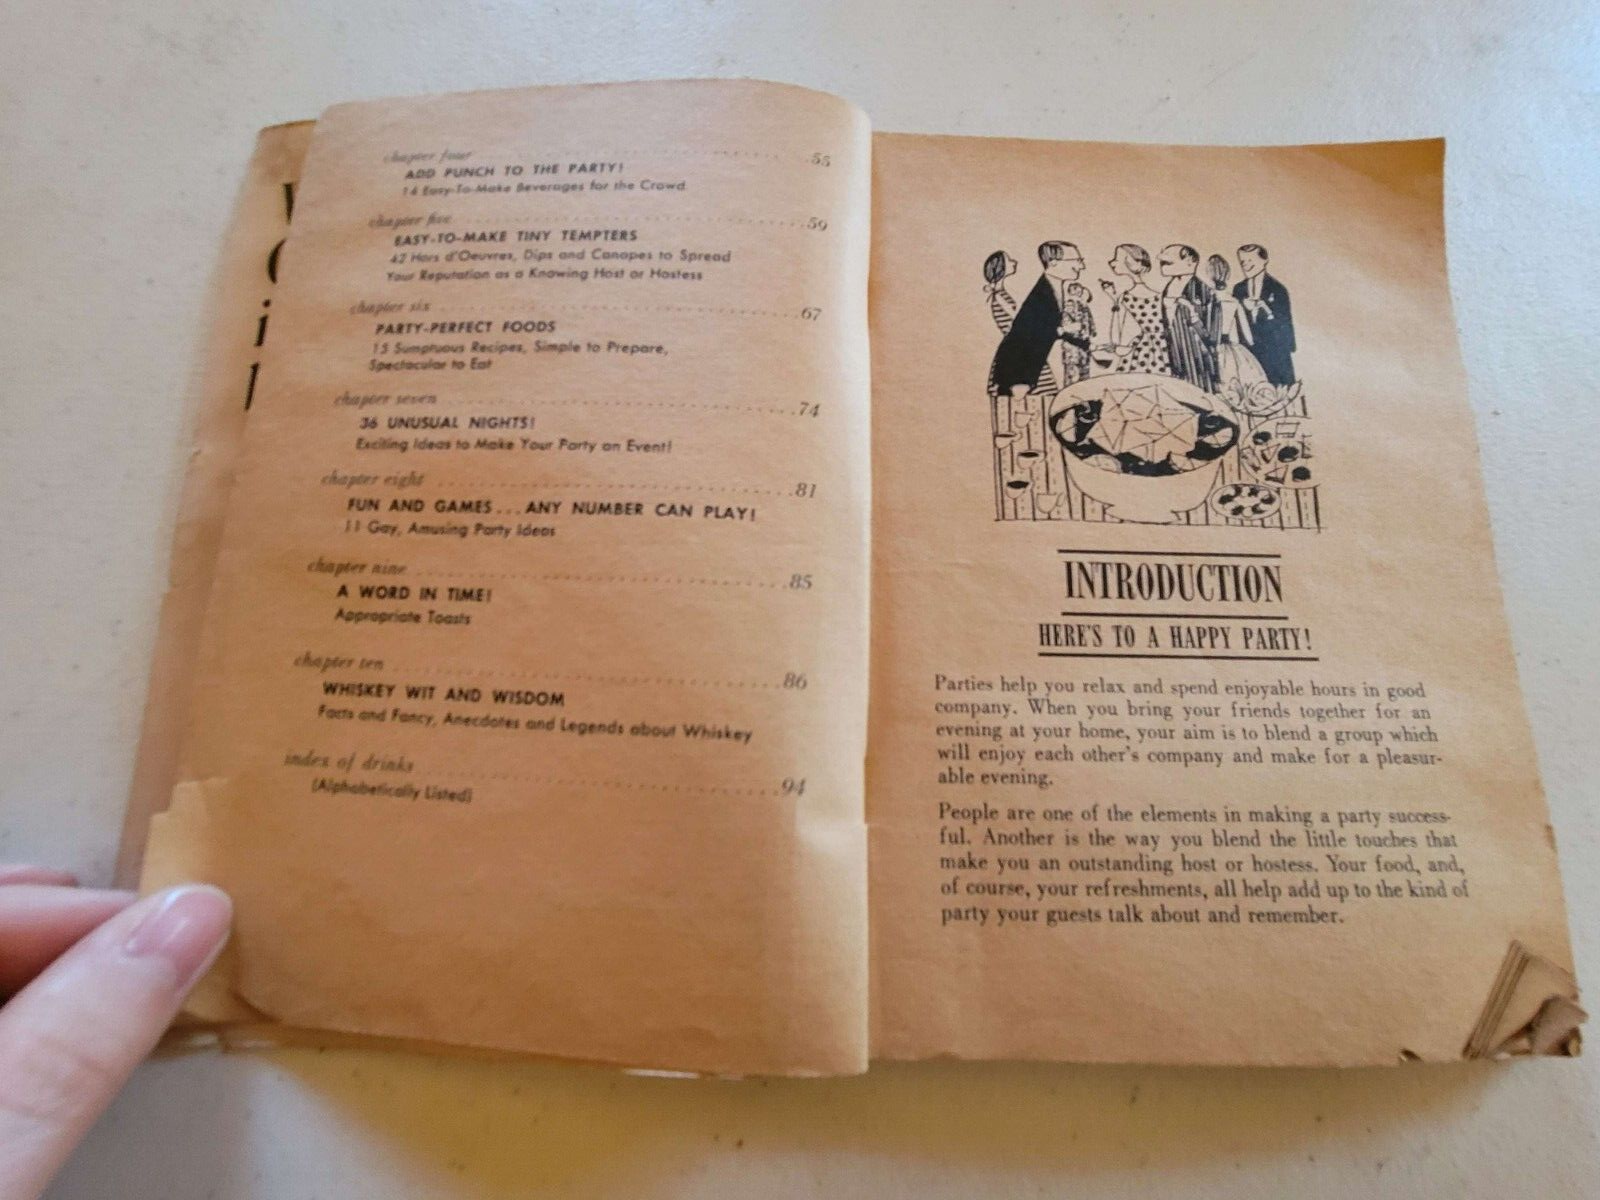 chapter four 55
ADD PUNCH TO THE PARTY!
14 Easy-To-Make Beverages for the Crowd
chapter five 59
EASY-TO-MAKE TINY TEMPTERS
42 Hors d'Oeuvres, Dips and Canapes to Spread
Your Reputation as a Knowing Host or Hostess
chapter six 67
PARTY-PERFECT FOODS
15 Sumptuous Recipes, Simple to Prepare,
Spectacular to Eat
chapter seven 74
36 UNUSUAL NIGHTS!
Exciting Ideas to Make Your Party an Event!
chapter eight 81
FUN AND GAMES...ANY NUMBER CAN PLAY!
11 Gay, Amusing Party Ideas
chapter nine 85
A WORD IN TIME!
Appropriate Toasts
chapter ten 86
WHISKEY WIT AND WISDOM
Facts and Fancy, Anecdotes and Legends about Whiskey
index of drinks 94
(Alphabetically Listed)
INTRODUCTION
HERE'S TO A HAPPY PARTY!
Parties help you relax and spend enjoyable hours in good
company. When you bring your friends together for an
evening at your home, your aim is to blend a group which
will enjoy each other's company and make for a pleasur-
able evening.
People are one of the elements in making a party success-
ful. Another is the way you blend the little touches that
make you an outstanding host or hostess. Your food, and,
of course, your refreshments, all help add up to the kind of
party your guests talk about and remember.